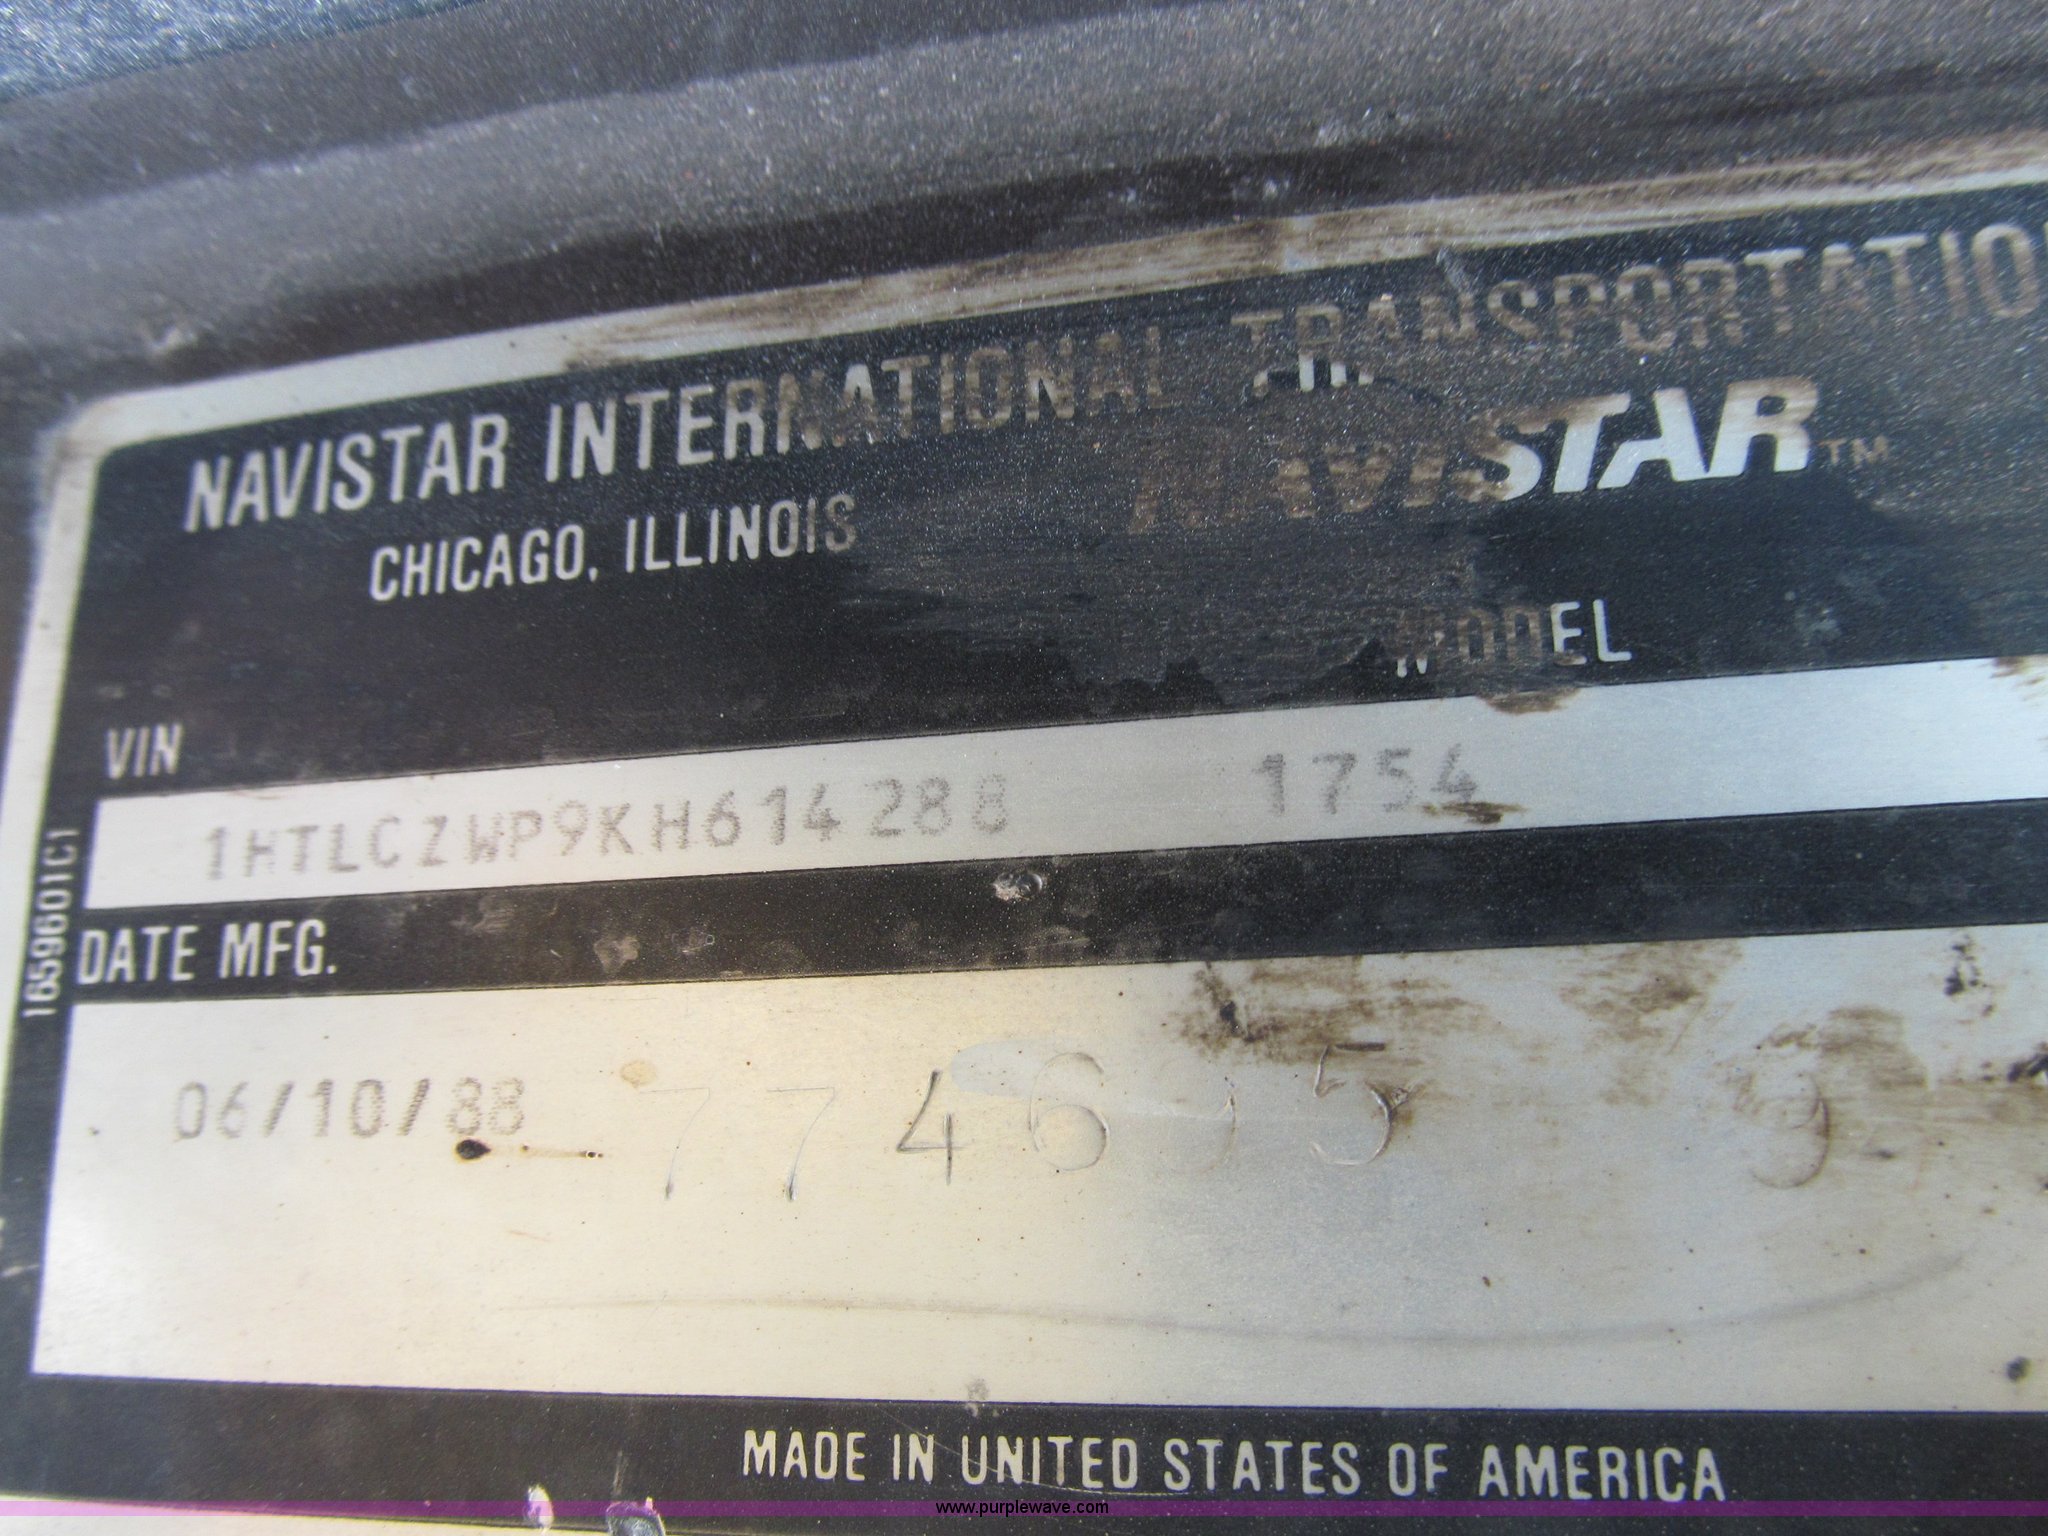 NAVISTAR INTERNATIONAL TRANSPORTATIO
CHICAGO, ILLINOIS
NAVISTAR™
VIN
MODEL
1HTLCZWP9KH614288
1754
1659601C1
DATE MFG.
06/10/88
MADE IN UNITED STATES OF AMERICA
www.purplewave.com